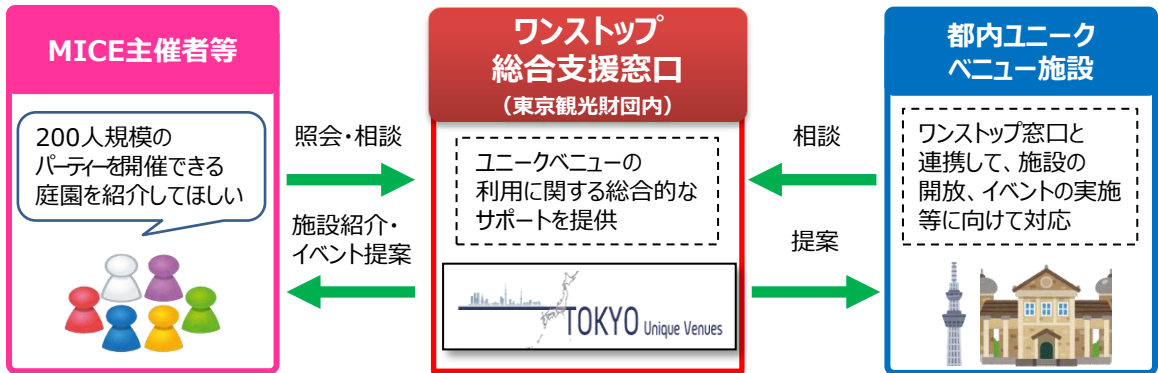 MICE主催者等
200人規模の
パーティーを開催できる
庭園を紹介してほしい
照会・相談
施設紹介・
イベント提案
ワンストップ
総合支援窓口
（東京観光財団内）
ユニークベニューの
利用に関する総合的な
サポートを提供
TOKYO Unique Venues
相談
提案
都内ユニーク
ベニュー施設
ワンストップ窓口と
連携して、施設の
開放、イベントの実施
等に向けて対応